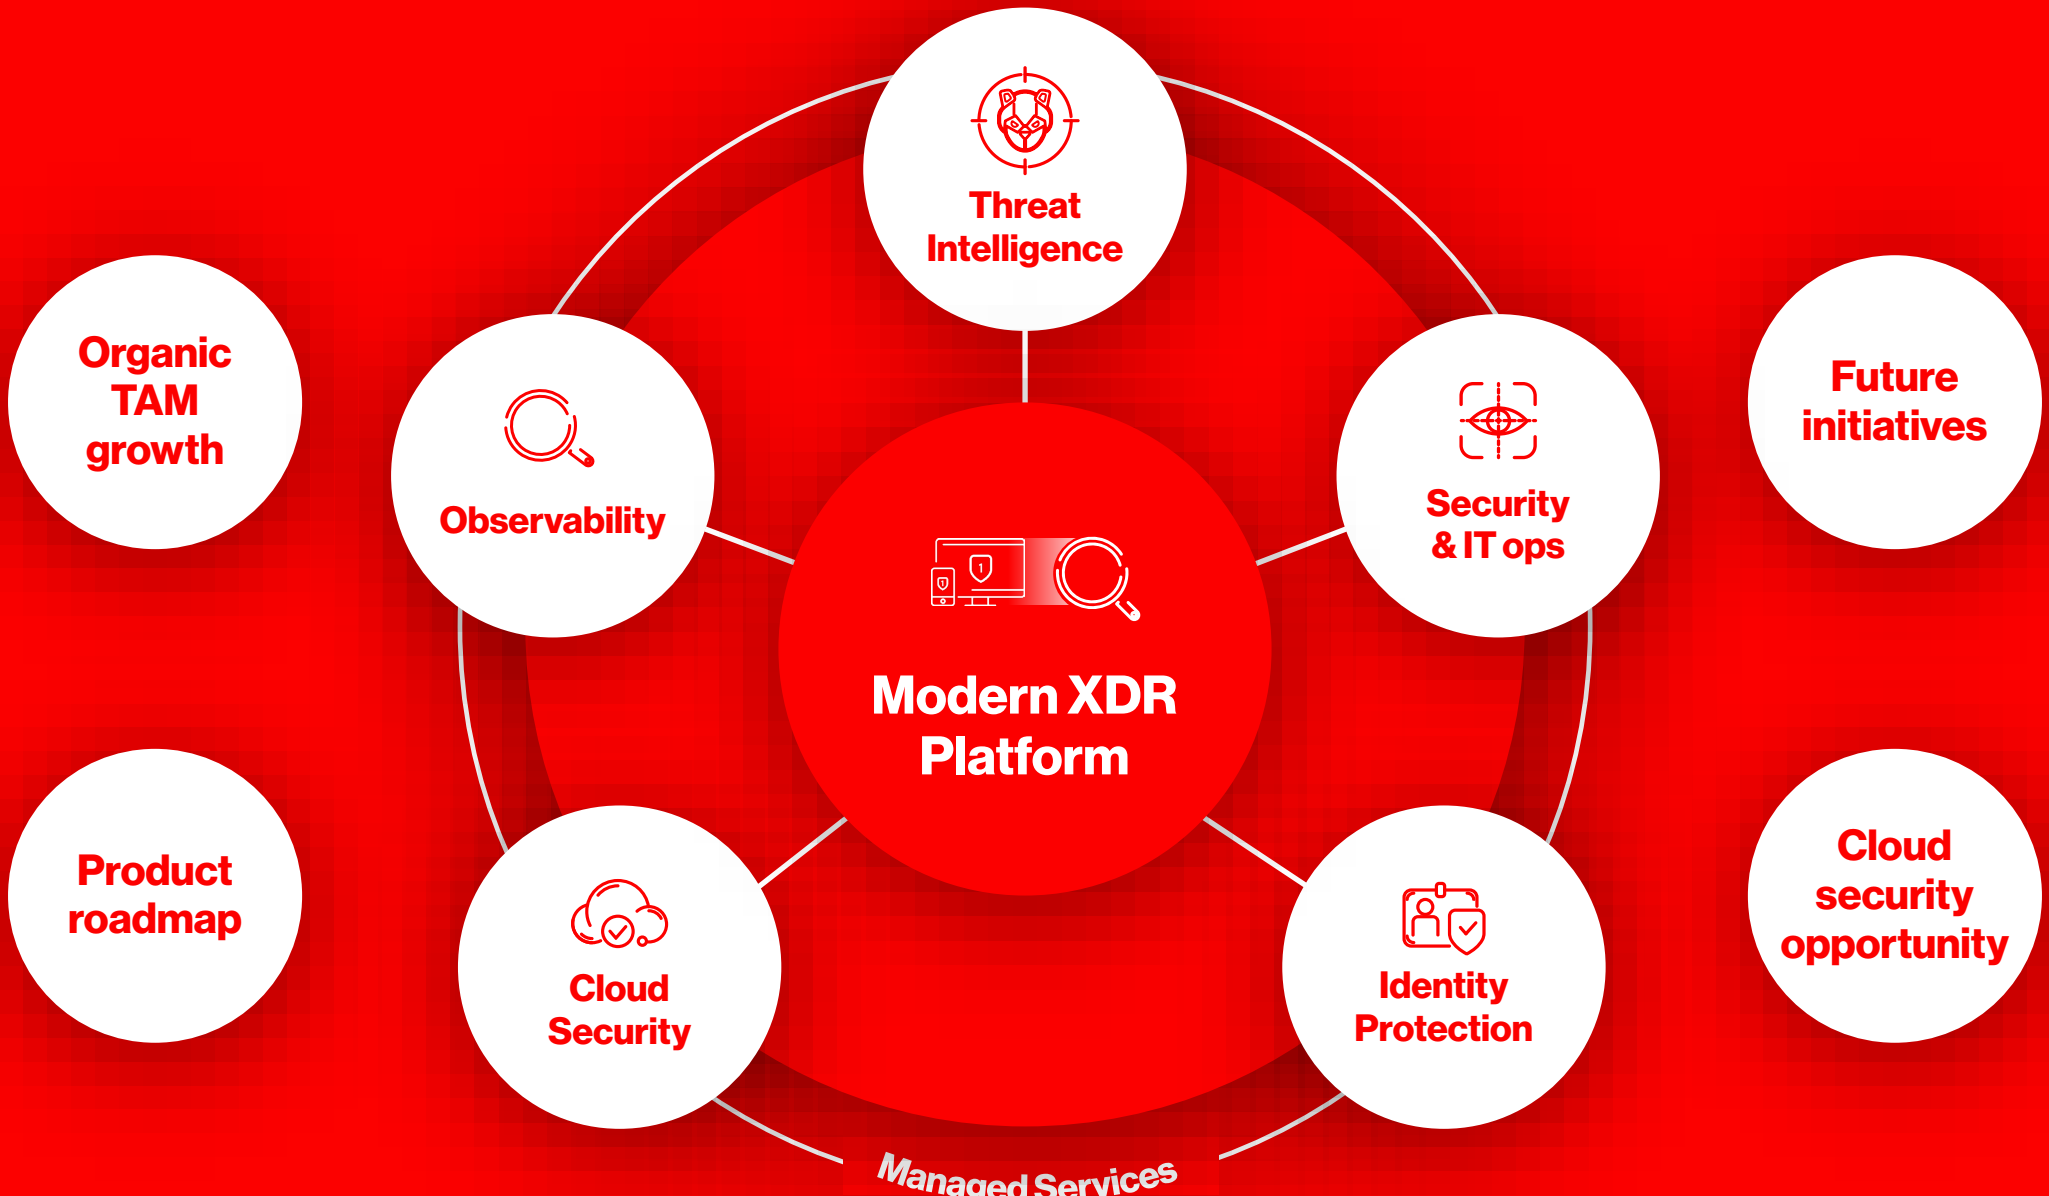 Threat
Intelligence
Organic
TAM
growth
Observability
Security
& IT ops
Future
initiatives
Modern XDR
Platform
Product
roadmap
Cloud
Security
Identity
Protection
Cloud
security
opportunity
Managed Services